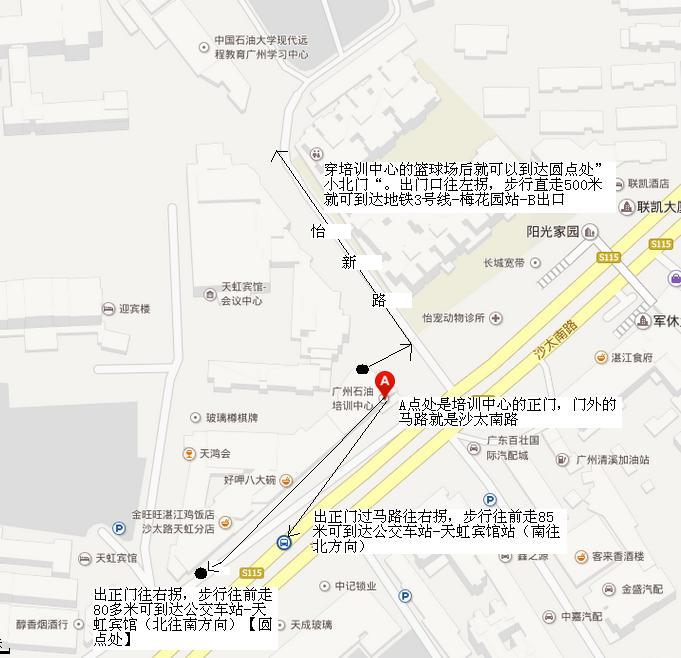 中国石油大学现代远
程教育广州学习中心
穿培训中心的篮球场后就可以到达圆点处”
小北门“。出门口往左拐，步行直走500米
就可到达地铁3号线-梅花园站-B出口
联凯酒店
联凯大厦
阳光家园
S115
S115
怡
新
路
长城宽带
天虹宾馆-
会议中心
迎宾楼
怡宠动物诊所
军休
沙太南路
湛江食府
A
广州石油
培训中心
A点处是培训中心的正门，门外的
马路就是沙太南路
玻璃樽棋牌
广东百壮国
际汽配城
天鸿会
广州清溪加油站
好呷八大碗
P
金旺旺湛江鸡饭店
沙太路天虹分店
P
出正门过马路往右拐，步行往前走85
米可到达公交车站-天虹宾馆站（南往
北方向）
天虹宾馆
鑫之源
客来香酒楼
S115
出正门往右拐，步行往前走
80多米可到达公交车站-天
虹宾馆（北往南方向）【圆
点处】
中记锁业
P
金盛汽配
中嘉汽配
醇香烟酒行
天成玻璃